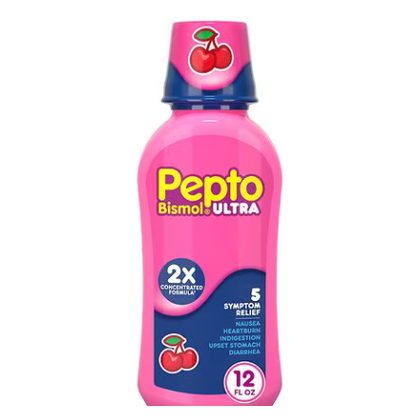 Pepto
Bismol® ULTRA
2X
CONCENTRATED
FORMULA*
5
SYMPTOM
RELIEF
NAUSEA
HEARTBURN
INDIGESTION
UPSET STOMACH
DIARRHEA
12
FL OZ